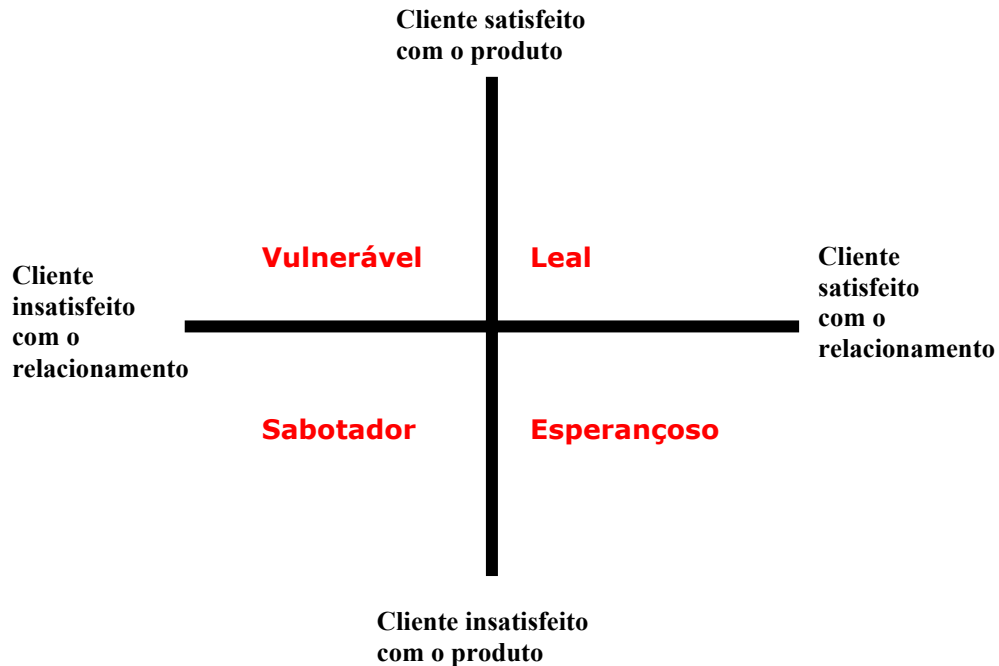 Cliente satisfeito
com o produto
Vulnerável
Leal
Cliente
insatisfeito
com o
relacionamento
Cliente
satisfeito
com o
relacionamento
Sabotador
Esperançoso
Cliente insatisfeito
com o produto